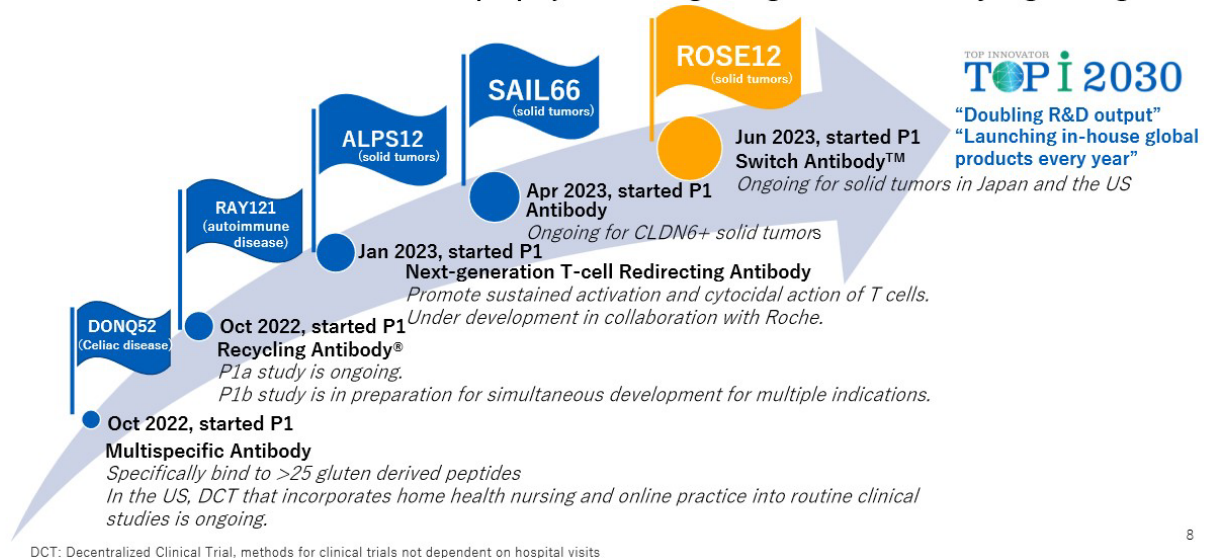 ROSE12
(solid tumors)
SAIL66
(solid tumors)
ALPS12
(solid tumors)
RAY121
(autoimmune
disease)
DONQ52
(Celiac disease)
TOP INNOVATOR
TOP i 2030
“Doubling R&D output”
“Launching in-house global
products every year”
Jun 2023, started P1
Switch Antibody™
Ongoing for solid tumors in Japan and the US
Apr 2023, started P1
Antibody
Ongoing for CLDN6+ solid tumors
Jan 2023, started P1
Next-generation T-cell Redirecting Antibody
Promote sustained activation and cytocidal action of T cells.
Under development in collaboration with Roche.
Oct 2022, started P1
Recycling Antibody®
P1a study is ongoing.
P1b study is in preparation for simultaneous development for multiple indications.
Oct 2022, started P1
Multispecific Antibody
Specifically bind to >25 gluten derived peptides
In the US, DCT that incorporates home health nursing and online practice into routine clinical
studies is ongoing.
8
DCT: Decentralized Clinical Trial, methods for clinical trials not dependent on hospital visits